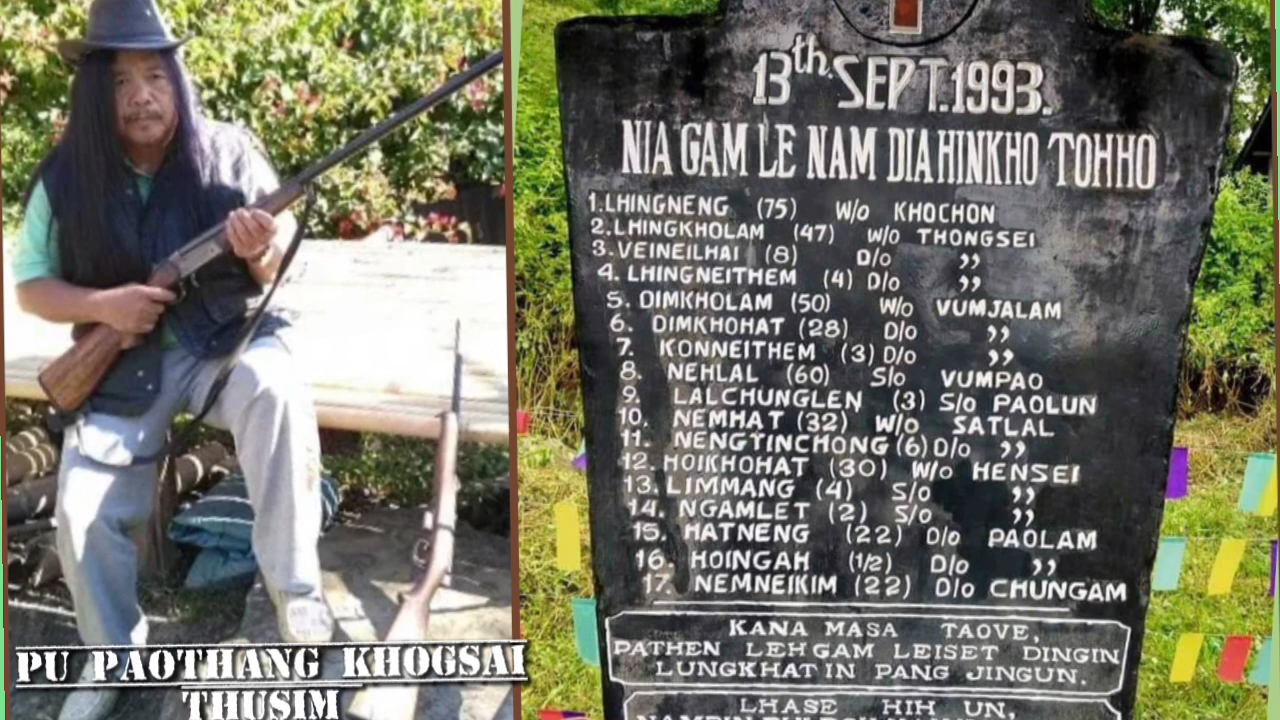 PU PAOTHANG KHOGSAI
THUSIM
13th. SEPT. 1993.
NIA GAM LE NAM DIA HINKHO TOHHO
1. LHINGNENG (75) W/o KHOCHON
2. LHINGKHOLAM (47) W/o THONGSEI
3. VEINEILHAI (8) D/o ”
4. LHINGNEITHEM (4) D/o ”
5. DIMKHOLAM (50) W/o VUMJALAM
6. DIMKHOHAT (28) D/o ”
7. KONNEITHEM (3) D/o ”
8. NEHLAL (60) S/o VUMPAO
9. LALCHUNGLEN (3) S/o PAOLUN
10. NEMHAT (32) W/o SATLAL
11. NENGTINCHONG (6) D/o ”
12. HOIKHOHAT (30) W/o HENSEI
13. LIMMANG (4) S/o ”
14. NGAMLET (2) S/o ”
15. HATNENG (22) D/o PAOLAM
16. HOINGAH (1/2) D/o ”
17. NEMNEIKIM (22) D/o CHUNGAM
KANA MASA TAOVE,
PATHEN LEH GAM LEISET DINGIN
LUNGKHAT IN PANG JINGUN.
LHASE HIH UN,